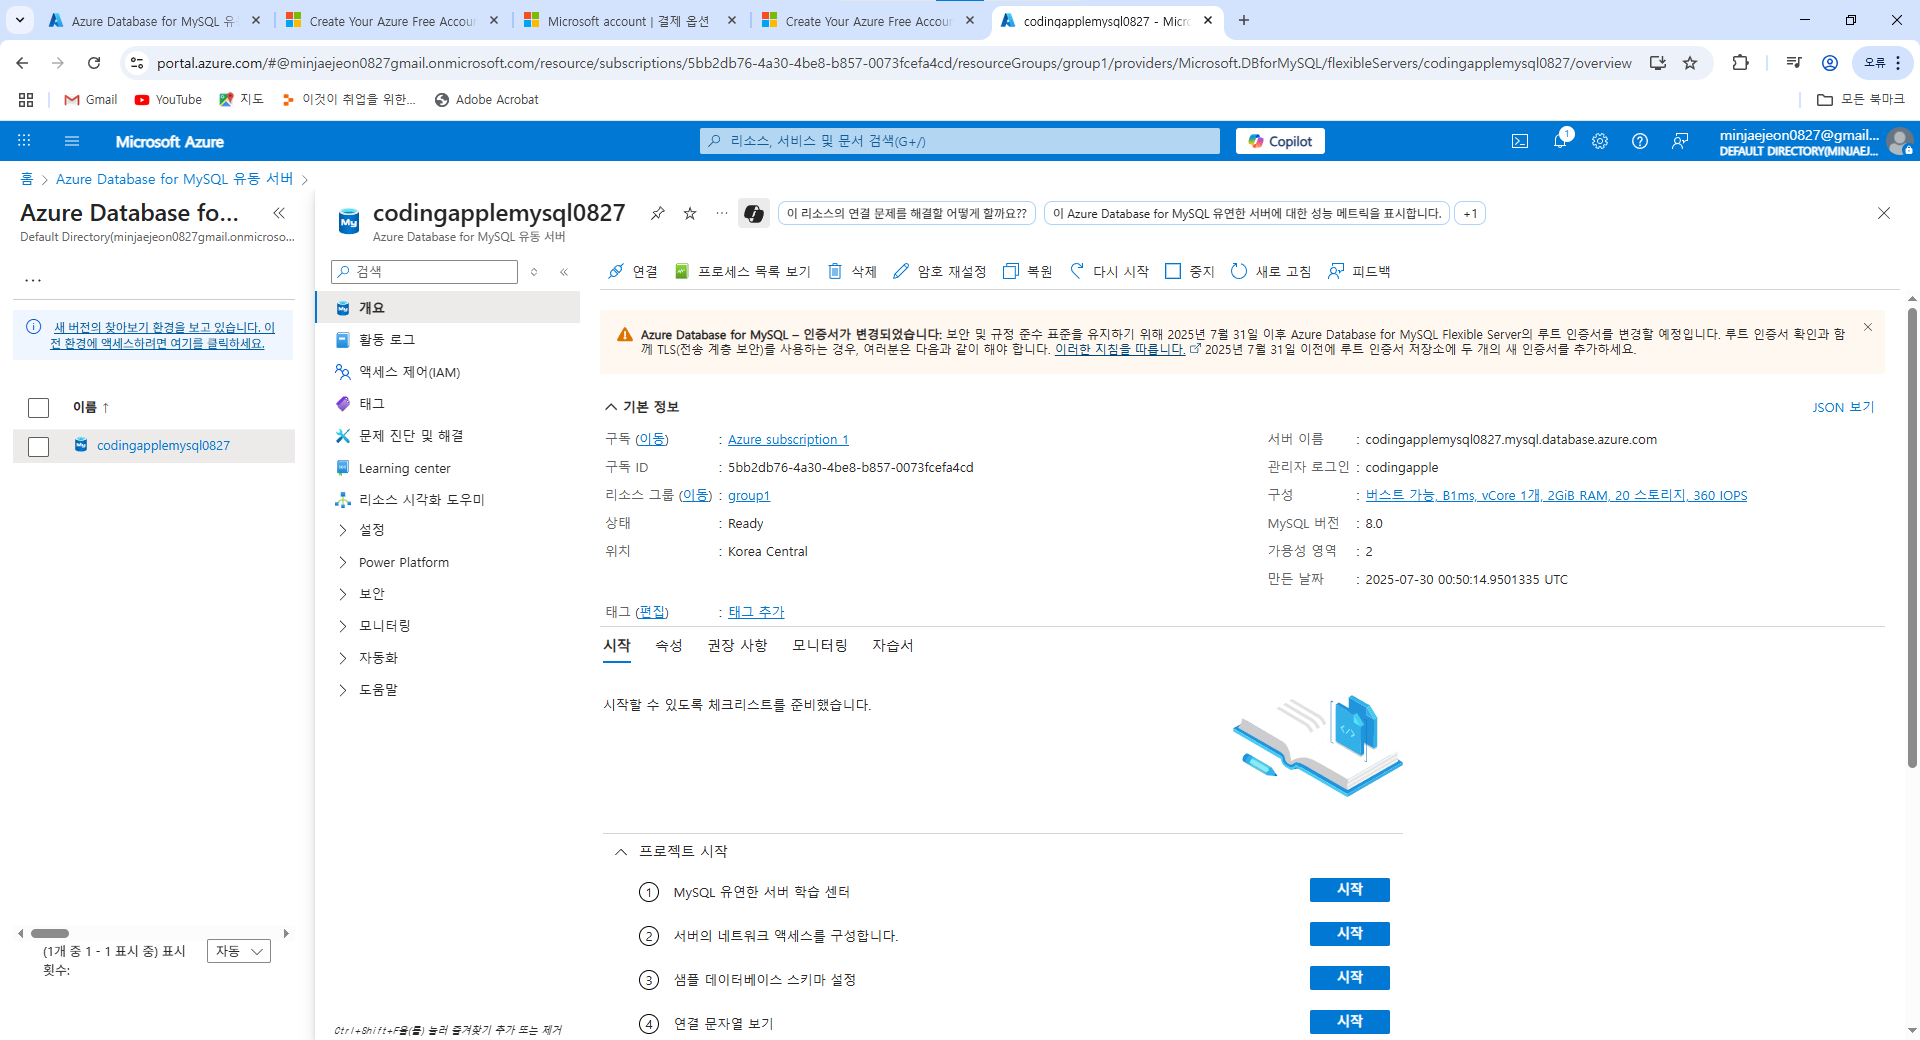 Azure Database for MySQL 유
Create Your Azure Free Accour
Microsoft account | 결제 옵션
Create Your Azure Free Accour
codingapplemysql0827 - Micro
portal.azure.com/#@minjaejeon0827gmail.onmicrosoft.com/resource/subscriptions/5bb2db76-4a30-4be8-b857-0073fcefa4cd/resourceGroups/group1/providers/Microsoft.DBforMySQL/flexibleServers/codingapplemysql0827/overview
오류
Gmail
YouTube
지도
이것이 취업을 위한...
Adobe Acrobat
모든 북마크
Microsoft Azure
리소스, 서비스 및 문서 검색(G+/)
Copilot
1
minjaejeon0827@gmail...
DEFAULT DIRECTORY(MINJAEJ...
홈 > Azure Database for MySQL 유동 서버 >
Azure Database fo...
Default Directory(minjaejeon0827gmail.onmicroso...
...
새 버전의 찾아보기 환경을 보고 있습니다. 이
전 환경에 액세스하려면 여기를 클릭하세요.
이름 ↑
codingapplemysql0827
(1개 중 1 - 1 표시 중) 표시
횟수:
자동
codingapplemysql0827
Azure Database for MySQL 유동 서버
...
이 리소스의 연결 문제를 해결할 어떻게 할까요??
이 Azure Database for MySQL 유연한 서버에 대한 성능 메트릭을 표시합니다.
+1
검색
개요
활동 로그
액세스 제어(IAM)
태그
문제 진단 및 해결
Learning center
리소스 시각화 도우미
설정
Power Platform
보안
모니터링
자동화
도움말
Ctrl+Shift+F을(를) 눌러 즐겨찾기 추가 또는 제거
연결
프로세스 목록 보기
삭제
암호 재설정
복원
다시 시작
중지
새로 고침
피드백
Azure Database for MySQL – 인증서가 변경되었습니다: 보안 및 규정 준수 표준을 유지하기 위해 2025년 7월 31일 이후 Azure Database for MySQL Flexible Server의 루트 인증서를 변경할 예정입니다. 루트 인증서 확인과 함
께 TLS(전송 계층 보안)를 사용하는 경우, 여러분은 다음과 같이 해야 합니다. 이러한 지침을 따릅니다. 2025년 7월 31일 이전에 루트 인증서 저장소에 두 개의 새 인증서를 추가하세요.
기본 정보
JSON 보기
구독 (이동) : Azure subscription 1
구독 ID : 5bb2db76-4a30-4be8-b857-0073fcefa4cd
리소스 그룹 (이동) : group1
상태 : Ready
위치 : Korea Central
서버 이름 : codingapplemysql0827.mysql.database.azure.com
관리자 로그인 : codingapple
구성 : 버스트 가능, B1ms, vCore 1개, 2GiB RAM, 20 스토리지, 360 IOPS
MySQL 버전 : 8.0
가용성 영역 : 2
만든 날짜 : 2025-07-30 00:50:14.9501335 UTC
태그 (편집) : 태그 추가
시작
속성
권장 사항
모니터링
자습서
시작할 수 있도록 체크리스트를 준비했습니다.
</>
프로젝트 시작
1 MySQL 유연한 서버 학습 센터 시작
2 서버의 네트워크 액세스를 구성합니다. 시작
3 샘플 데이터베이스 스키마 설정 시작
4 연결 문자열 보기 시작